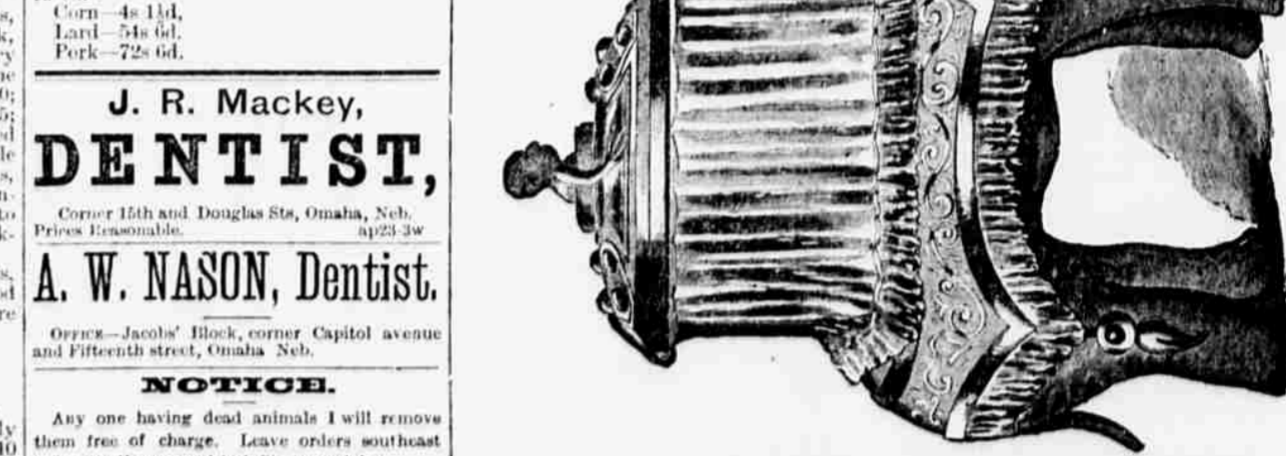 Corn—4s 1½d,
Lard—54s 6d.
Pork—72s 6d.
J. R. Mackey,
DENTIST,
Corner 15th and Douglas Sts, Omaha, Neb.
Prices Reasonable. ap23-3w
A. W. NASON, Dentist.
OFFICE—Jacobs' Block, corner Capitol avenue
and Fifteenth street, Omaha Neb.
NOTICE.
Any one having dead animals I will remove
them free of charge. Leave orders southeast